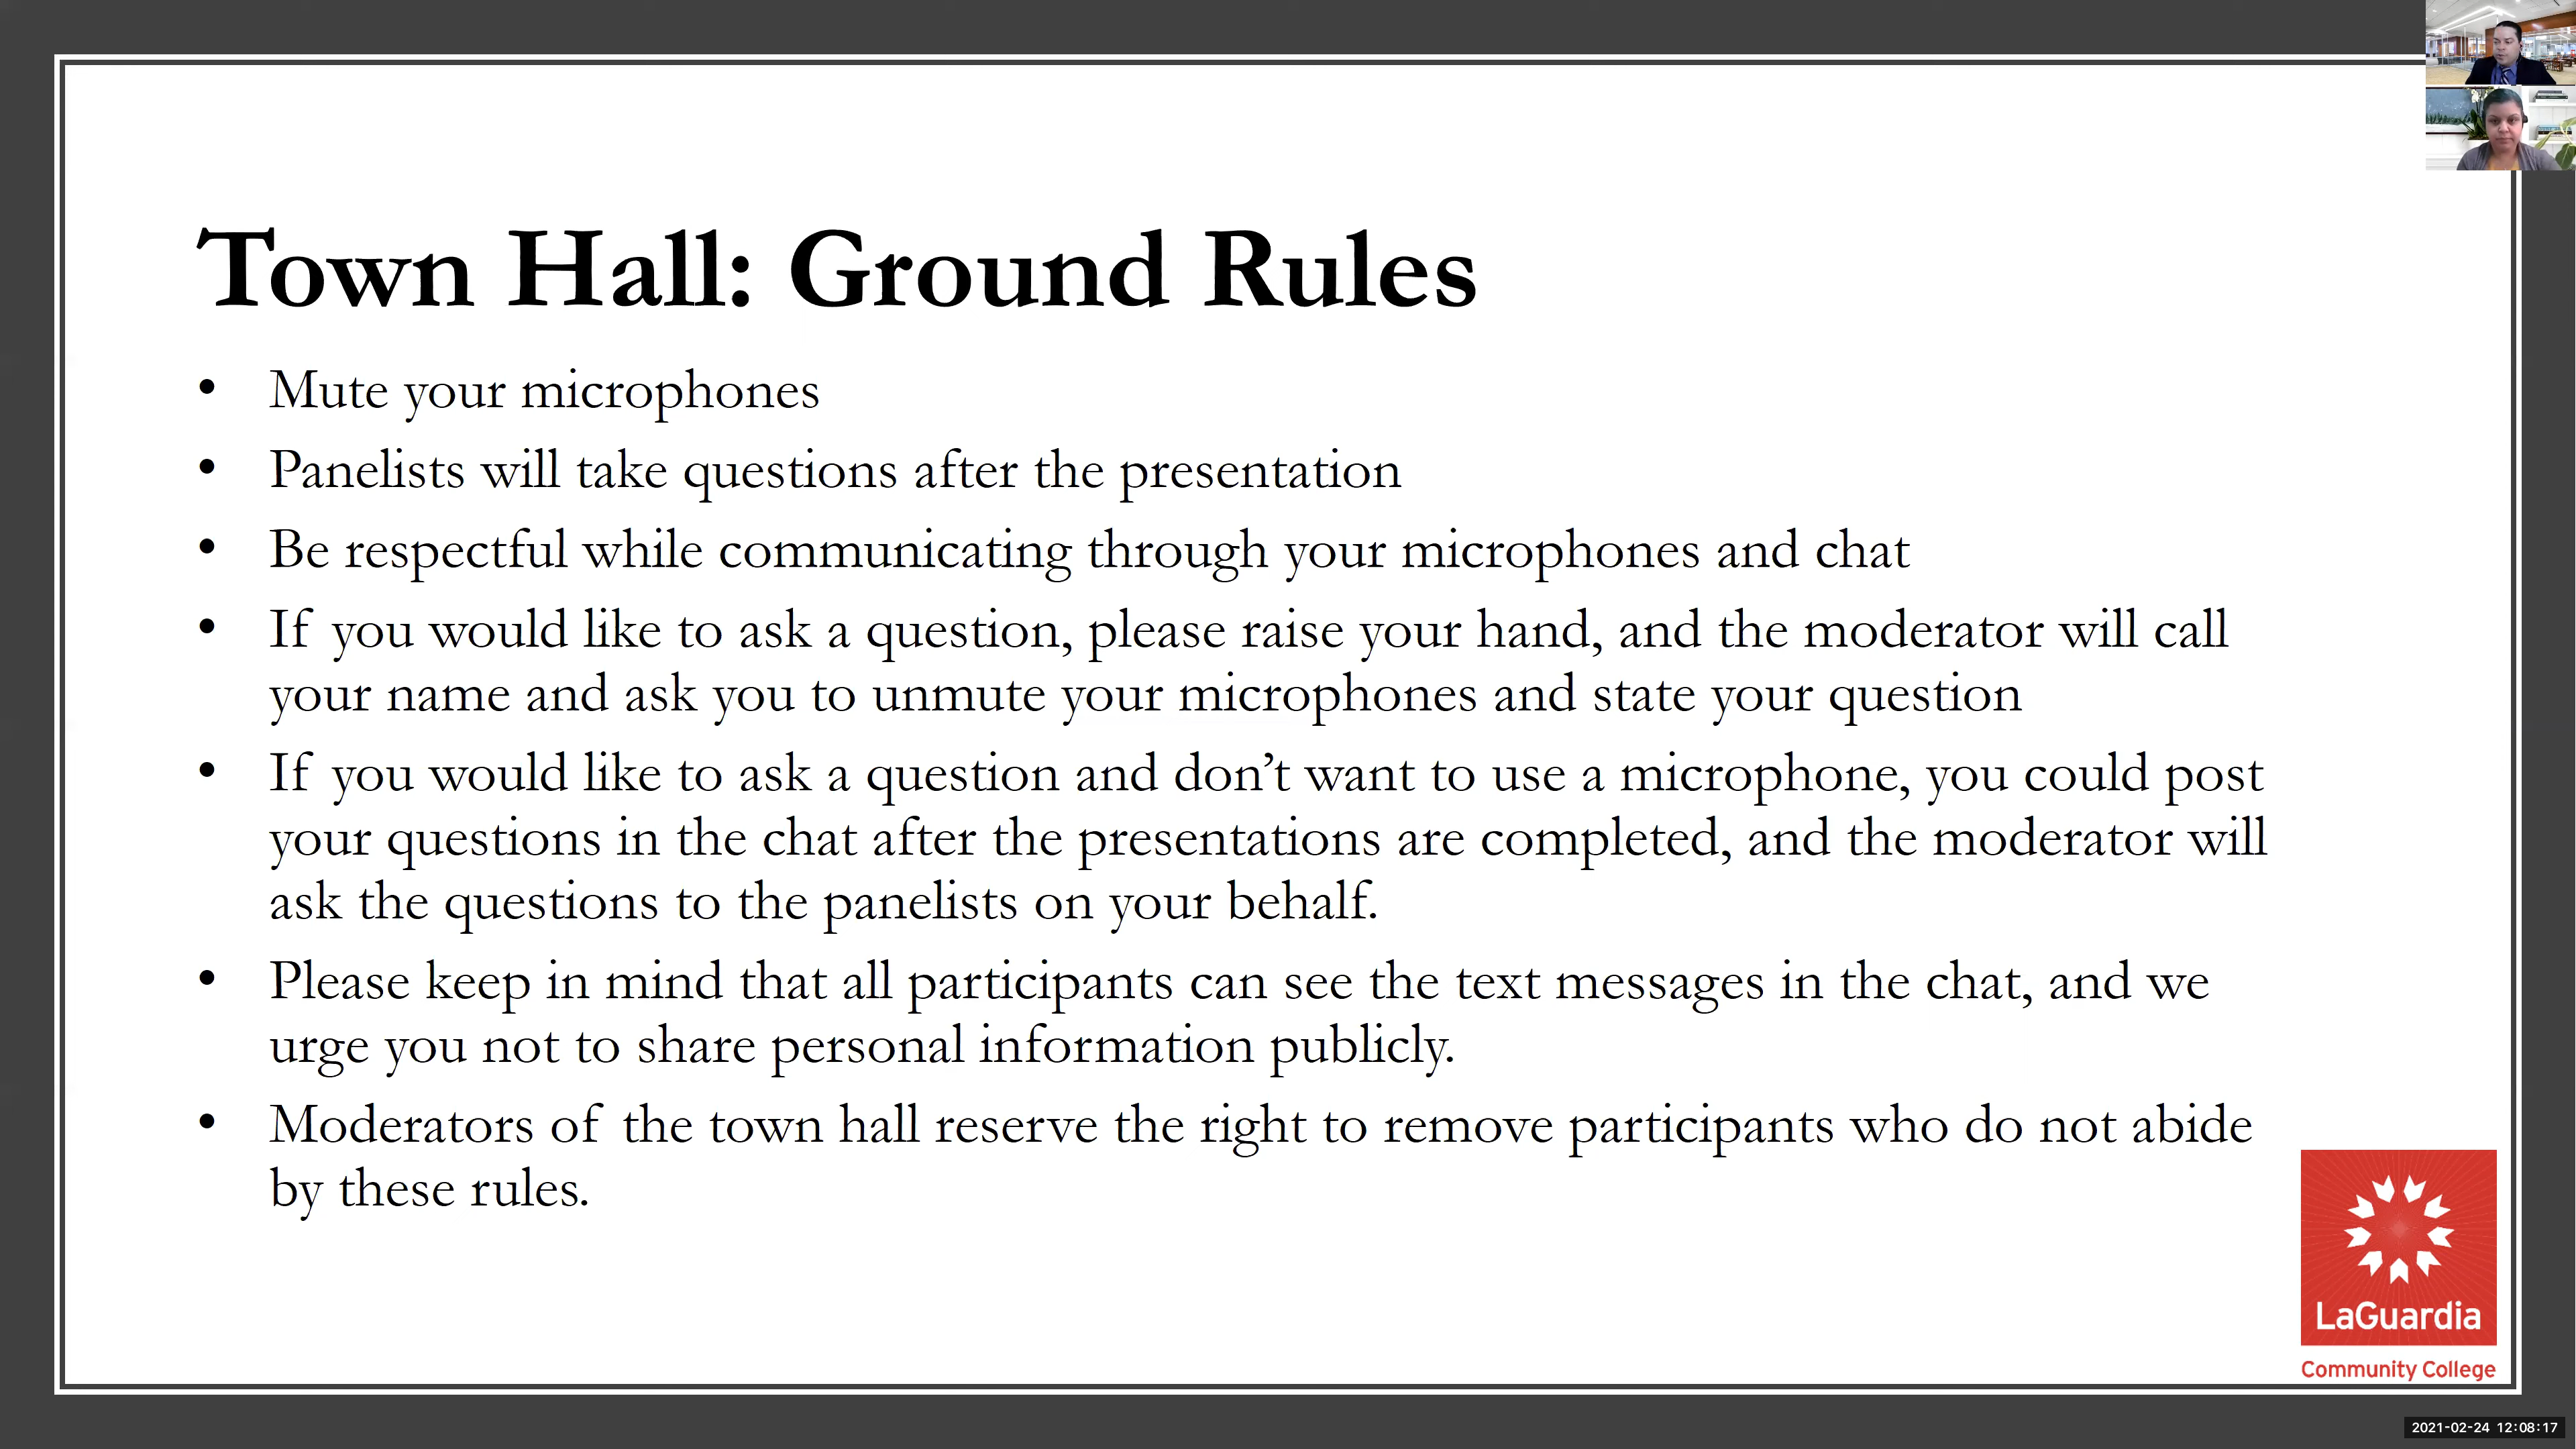 Town Hall: Ground Rules
• Mute your microphones
• Panelists will take questions after the presentation
• Be respectful while communicating through your microphones and chat
• If you would like to ask a question, please raise your hand, and the moderator will call
your name and ask you to unmute your microphones and state your question
• If you would like to ask a question and don’t want to use a microphone, you could post
your questions in the chat after the presentations are completed, and the moderator will
ask the questions to the panelists on your behalf.
• Please keep in mind that all participants can see the text messages in the chat, and we
urge you not to share personal information publicly.
• Moderators of the town hall reserve the right to remove participants who do not abide
by these rules.
LaGuardia
Community College
2021-02-24 12:08:17